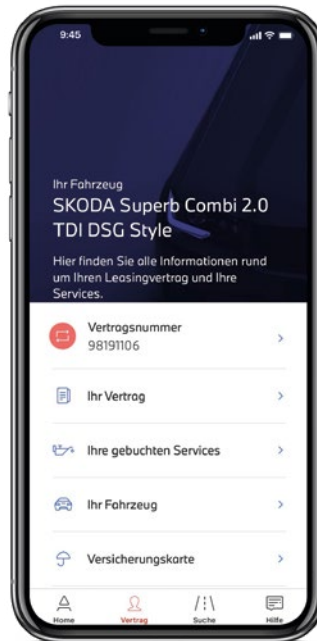 9:45
Ihr Fahrzeug
SKODA Superb Combi 2.0
TDI DSG Style
Hier finden Sie alle Informationen rund
um Ihren Leasingvertrag und Ihre
Services.
Vertragsnummer
98191106
Ihr Vertrag
Ihre gebuchten Services
Ihr Fahrzeug
Versicherungskarte
Home Vertrag Suche Hilfe